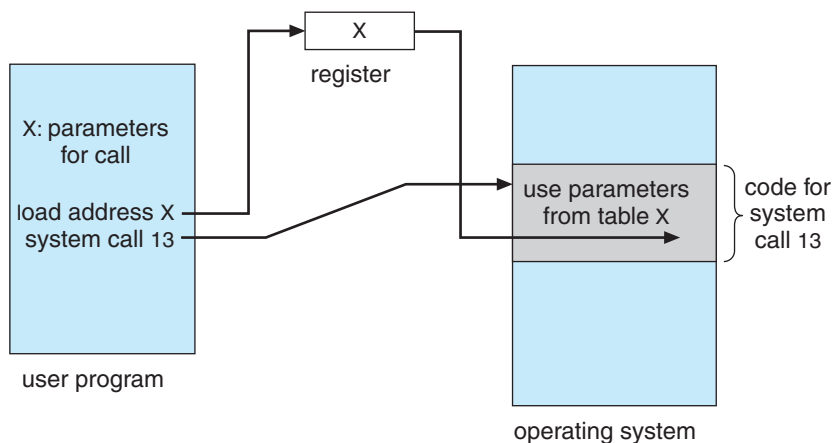 X
register
X: parameters
for call
load address X
system call 13
user program
use parameters
from table X
code for
system
call 13
operating system